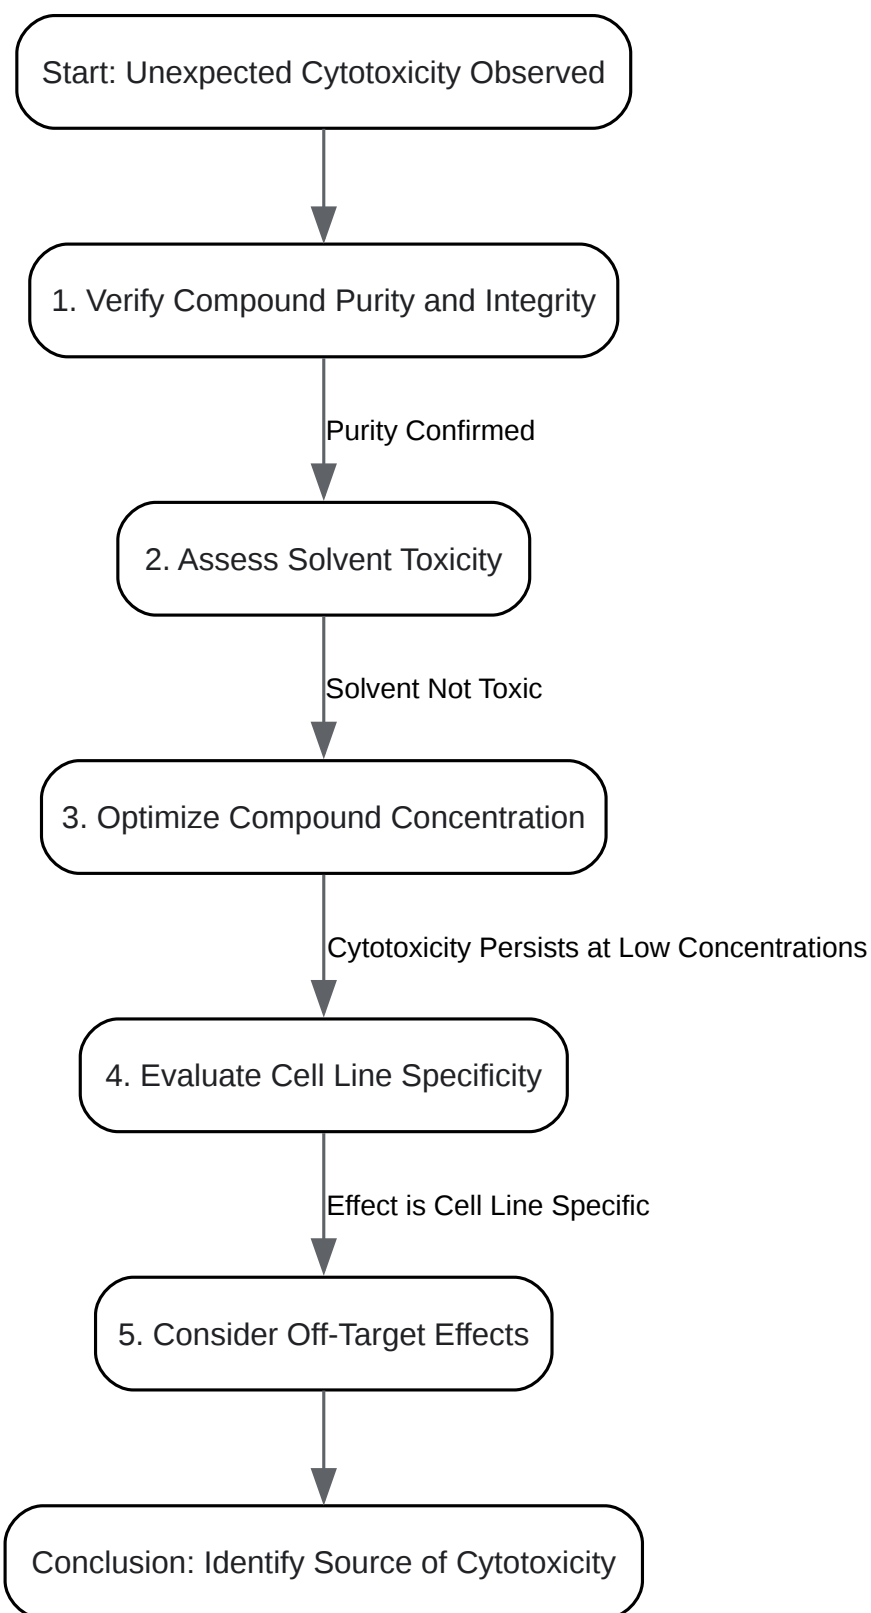 Start: Unexpected Cytotoxicity Observed
1. Verify Compound Purity and Integrity
Purity Confirmed
2. Assess Solvent Toxicity
Solvent Not Toxic
3. Optimize Compound Concentration
Cytotoxicity Persists at Low Concentrations
4. Evaluate Cell Line Specificity
Effect is Cell Line Specific
5. Consider Off-Target Effects
Conclusion: Identify Source of Cytotoxicity